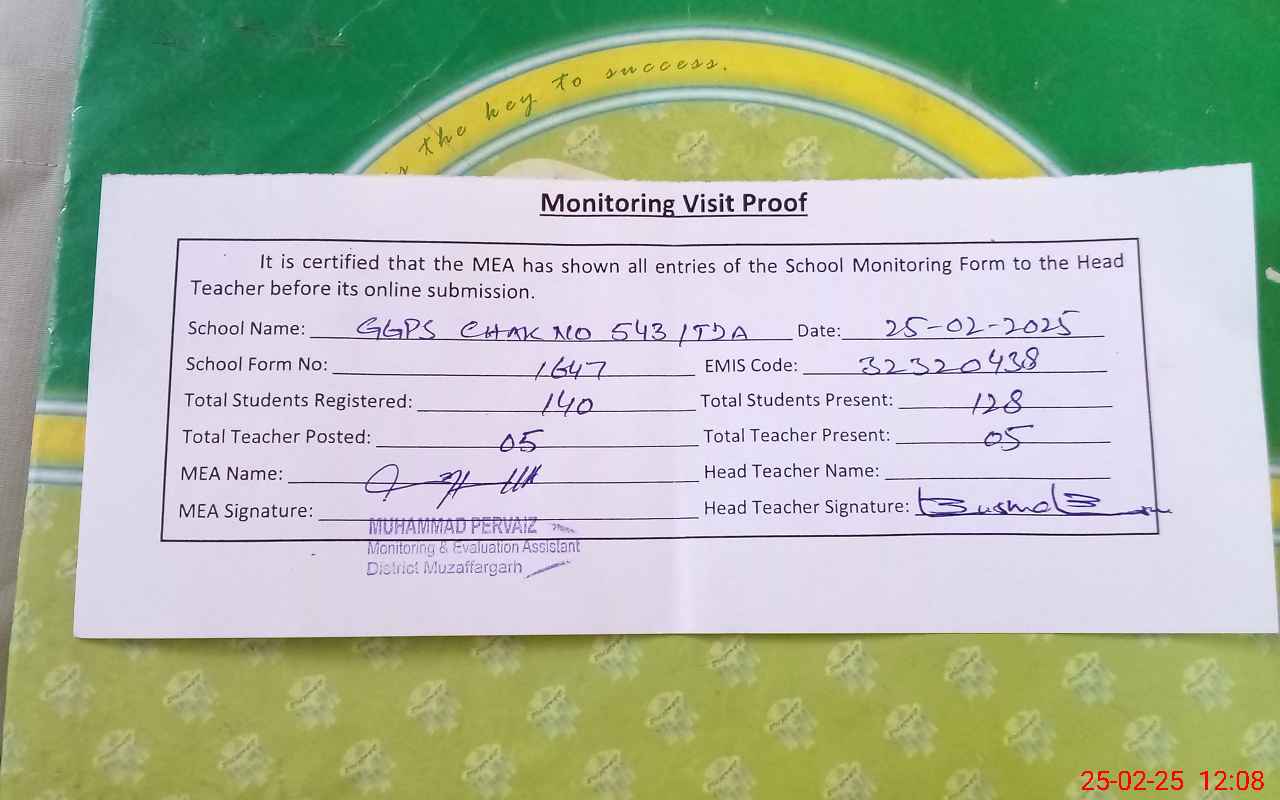 the key to success.
Monitoring Visit Proof
It is certified that the MEA has shown all entries of the School Monitoring Form to the Head
Teacher before its online submission.
School Name: GGPS CHAK NO 543/TDA Date: 25-02-2025
School Form No: 1647 EMIS Code: 32320438
Total Students Registered: 140 Total Students Present: 128
Total Teacher Posted: 05 Total Teacher Present: 05
MEA Name: Head Teacher Name:
MEA Signature: Head Teacher Signature:
MUHAMMAD PERVAIZ
Monitoring & Evaluation Assistant
District Muzaffargarh
25-02-25 12:08